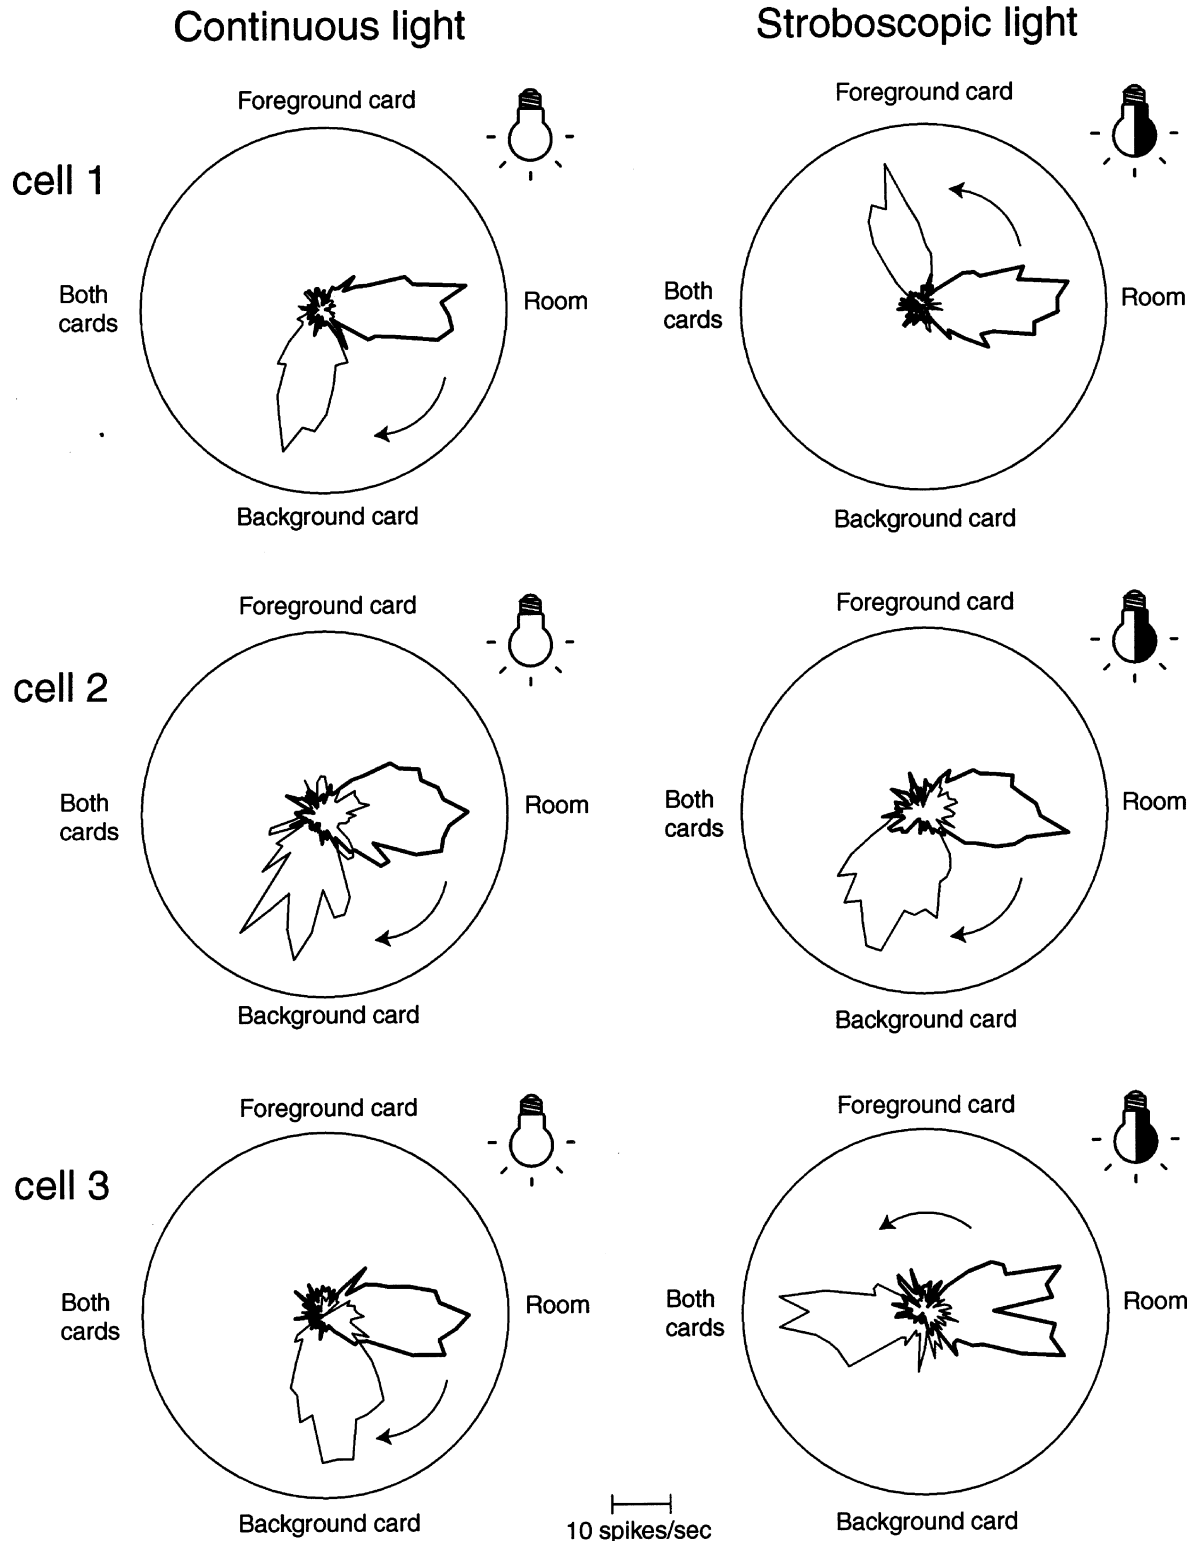 Continuous light
Stroboscopic light
cell 1
Foreground card
Both
cards
Room
Background card
Foreground card
Both
cards
Room
Background card
cell 2
Foreground card
Both
cards
Room
Background card
Foreground card
Both
cards
Room
Background card
cell 3
Foreground card
Both
cards
Room
Background card
Foreground card
Both
cards
Room
Background card
10 spikes/sec